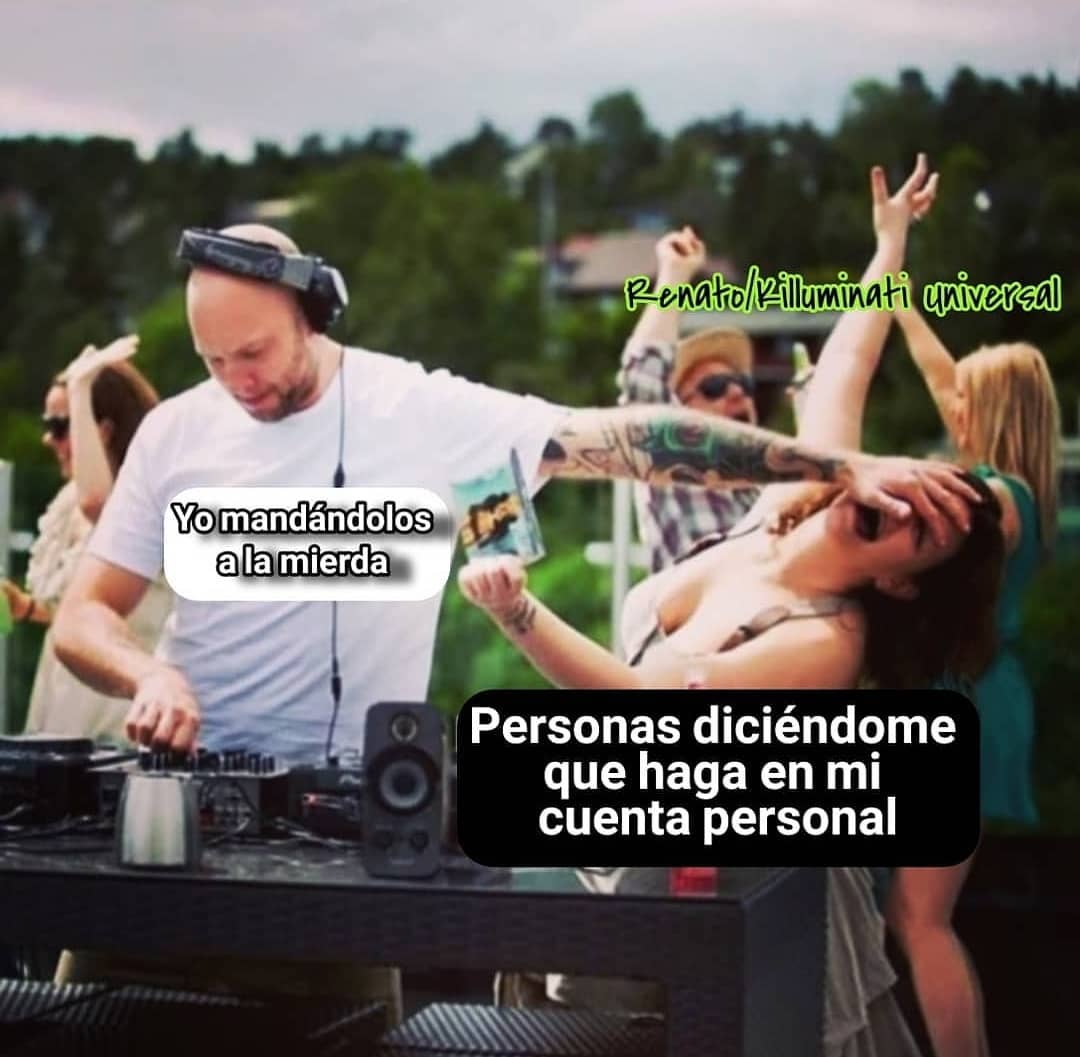 Renato/Killuminati universal
Yo mandándolos
a la mierda
Personas diciéndome
que haga en mi
cuenta personal